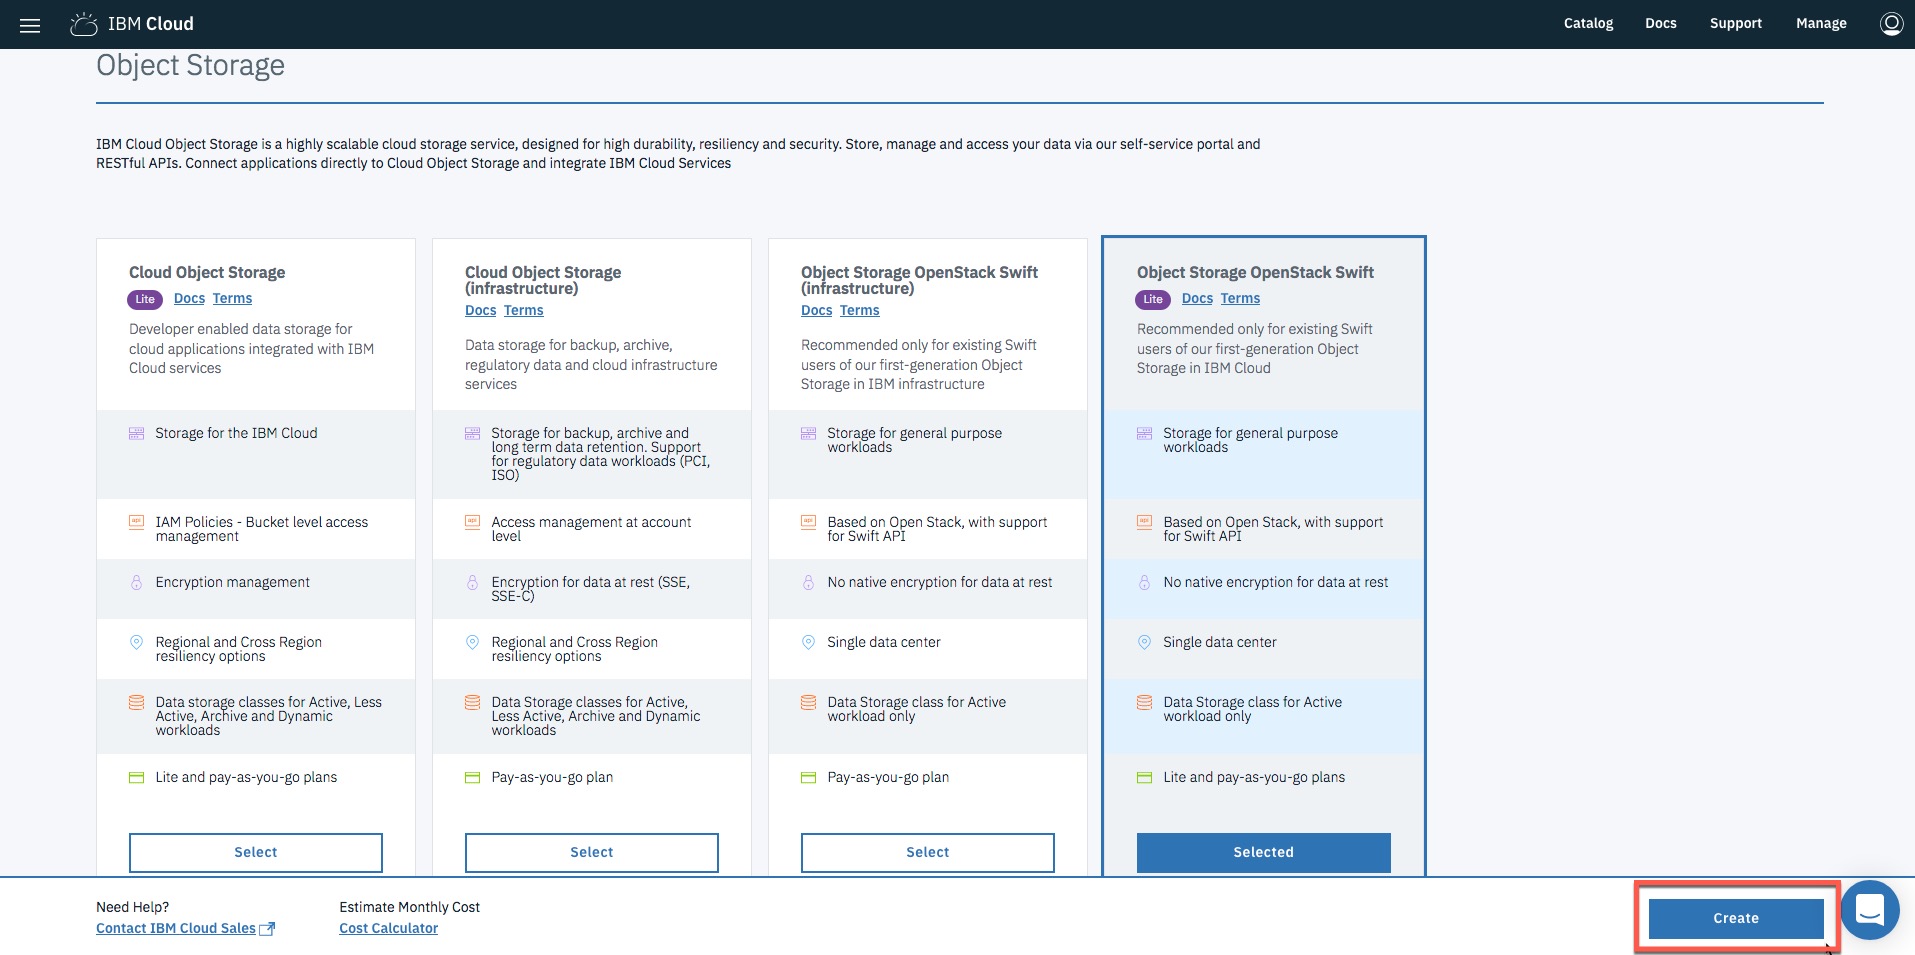 IBM Cloud
Catalog
Docs
Support
Manage
Object Storage
IBM Cloud Object Storage is a highly scalable cloud storage service, designed for high durability, resiliency and security. Store, manage and access your data via our self-service portal and
RESTful APIs. Connect applications directly to Cloud Object Storage and integrate IBM Cloud Services
Cloud Object Storage
Lite Docs Terms
Developer enabled data storage for
cloud applications integrated with IBM
Cloud services
Storage for the IBM Cloud
api
IAM Policies - Bucket level access
management
Encryption management
Regional and Cross Region
resiliency options
Data storage classes for Active, Less
Active, Archive and Dynamic
workloads
Lite and pay-as-you-go plans
Select
Cloud Object Storage
(infrastructure)
Docs Terms
Data storage for backup, archive,
regulatory data and cloud infrastructure
services
Storage for backup, archive and
long term data retention. Support
for regulatory data workloads (PCI,
ISO)
api
Access management at account
level
Encryption for data at rest (SSE,
SSE-C)
Regional and Cross Region
resiliency options
Data Storage classes for Active,
Less Active, Archive and Dynamic
workloads
Pay-as-you-go plan
Select
Object Storage OpenStack Swift
(infrastructure)
Docs Terms
Recommended only for existing Swift
users of our first-generation Object
Storage in IBM infrastructure
Storage for general purpose
workloads
api
Based on Open Stack, with support
for Swift API
No native encryption for data at rest
Single data center
Data Storage class for Active
workload only
Pay-as-you-go plan
Select
Object Storage OpenStack Swift
Lite Docs Terms
Recommended only for existing Swift
users of our first-generation Object
Storage in IBM Cloud
Storage for general purpose
workloads
api
Based on Open Stack, with support
for Swift API
No native encryption for data at rest
Single data center
Data Storage class for Active
workload only
Lite and pay-as-you-go plans
Selected
Need Help?
Contact IBM Cloud Sales
Estimate Monthly Cost
Cost Calculator
Create